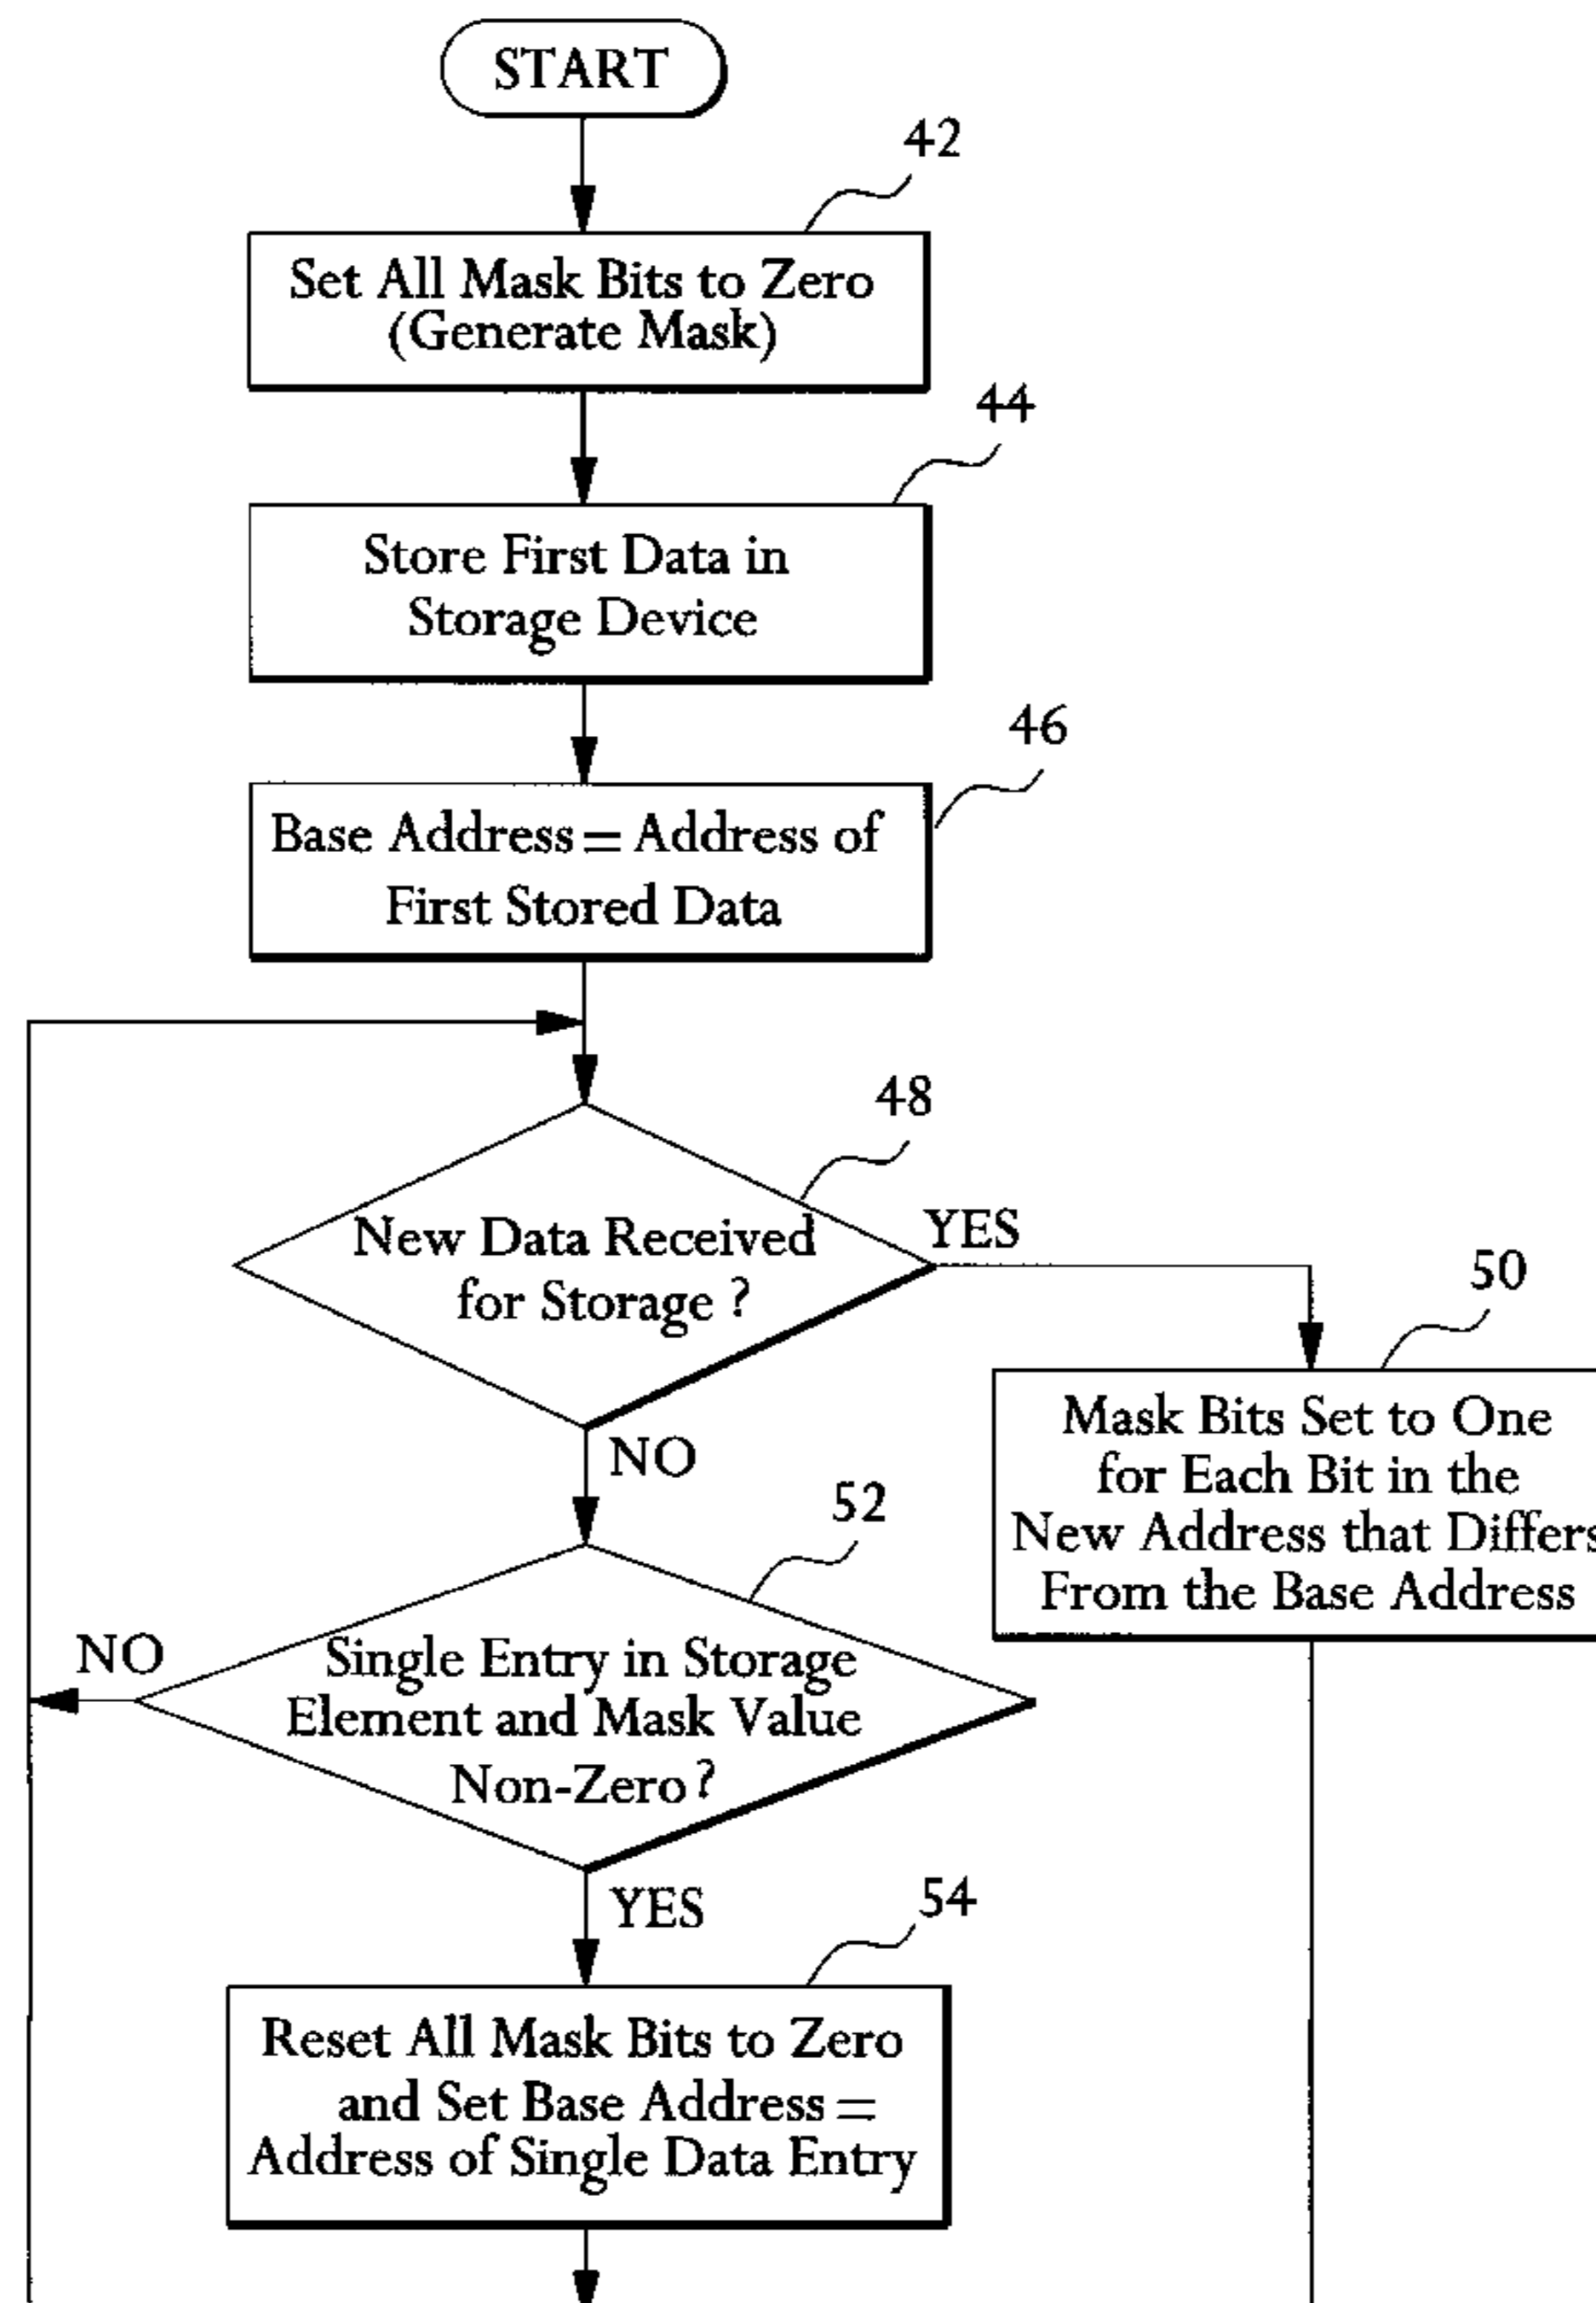 START
42
Set All Mask Bits to Zero
(Generate Mask)
44
Store First Data in
Storage Device
46
Base Address = Address of
First Stored Data
48
New Data Received
for Storage ?
YES
50
Mask Bits Set to One
for Each Bit in the
New Address that Differs
From the Base Address
NO
52
Single Entry in Storage
Element and Mask Value
Non-Zero ?
NO
YES
54
Reset All Mask Bits to Zero
and Set Base Address =
Address of Single Data Entry